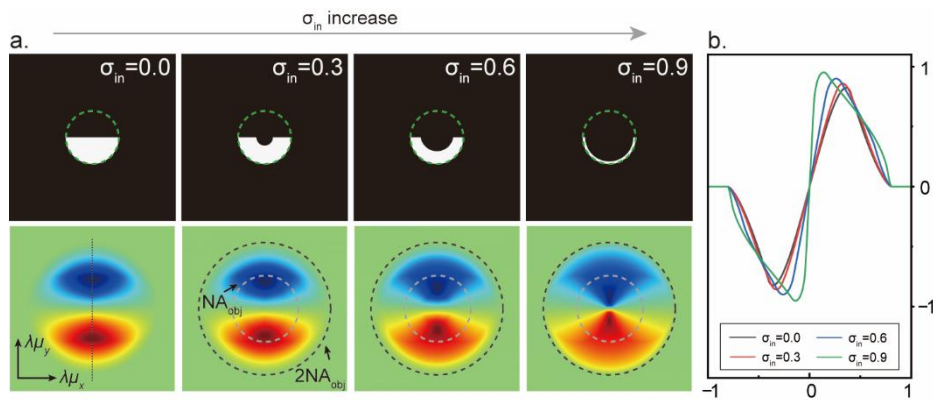 σin increase
a.
σin=0.0
σin=0.3
σin=0.6
σin=0.9
NAobj
2NAobj
λμy
λμx
b.
1
0
−1
σin=0.0
σin=0.6
σin=0.3
σin=0.9
−1
0
1